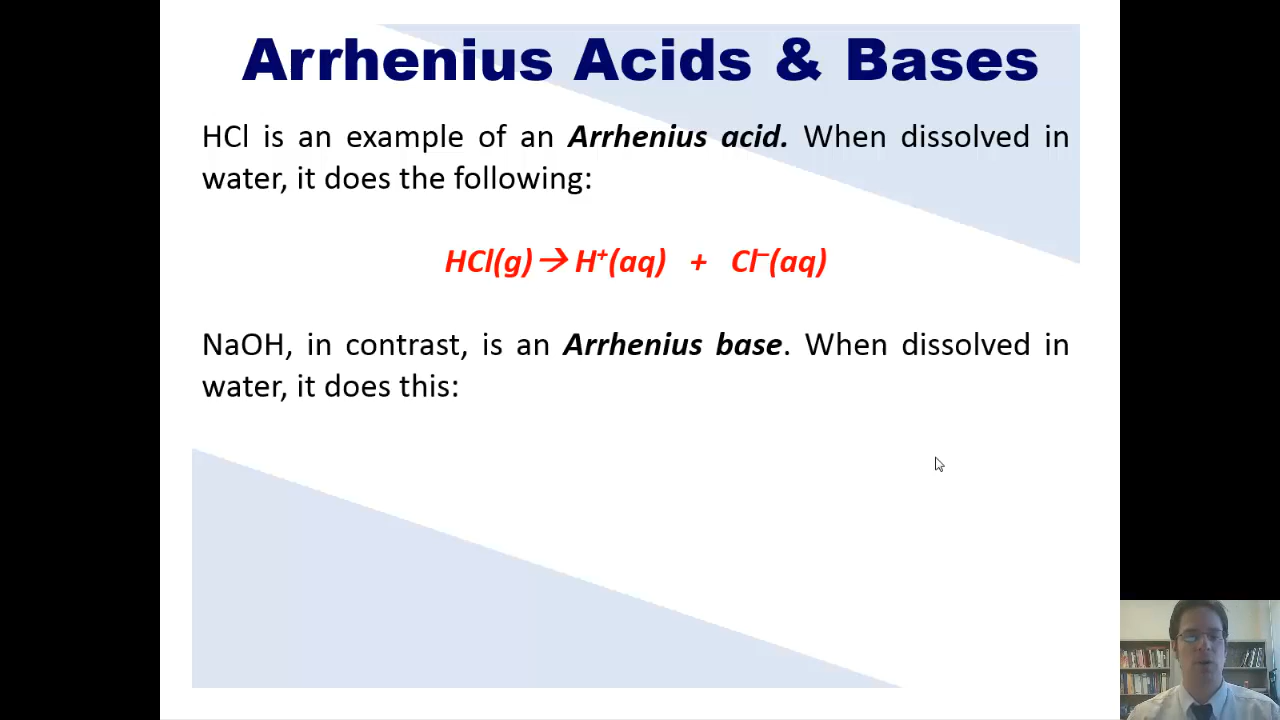 Arrhenius Acids & Bases
HCl is an example of an Arrhenius acid. When dissolved in
water, it does the following:
HCl(g) → H⁺(aq) + Cl⁻(aq)
NaOH, in contrast, is an Arrhenius base. When dissolved in
water, it does this: